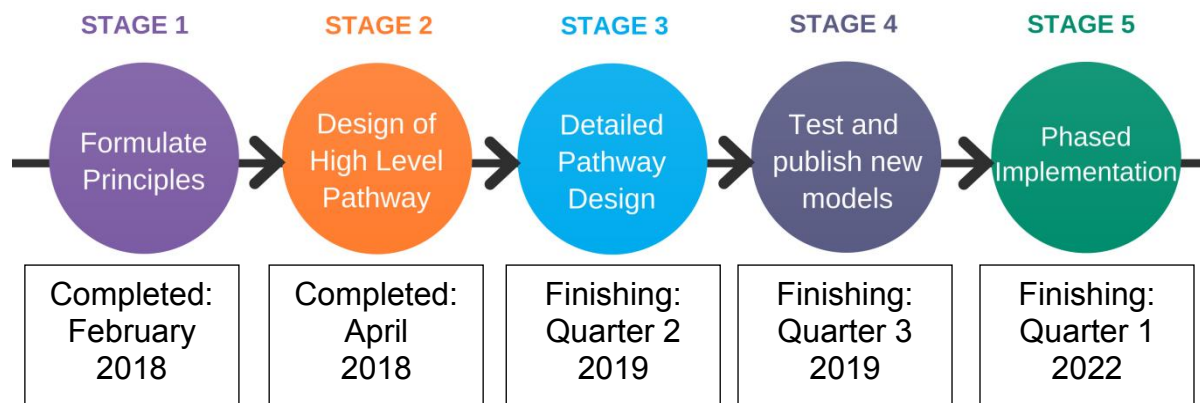 STAGE 1
STAGE 2
STAGE 3
STAGE 4
STAGE 5
Formulate
Principles
Design of
High Level
Pathway
Detailed
Pathway
Design
Test and
publish new
models
Phased
Implementation
Completed:
February
2018
Completed:
April
2018
Finishing:
Quarter 2
2019
Finishing:
Quarter 3
2019
Finishing:
Quarter 1
2022